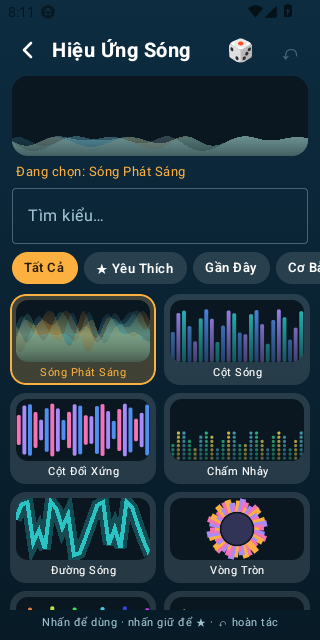 8:11
Hiệu Ứng Sóng
Đang chọn: Sóng Phát Sáng
Tìm kiểu…
Tất Cả
★ Yêu Thích
Gần Đây
Cơ Bả
Sóng Phát Sáng
Cột Sóng
Cột Đối Xứng
Chấm Nhảy
Đường Sóng
Vòng Tròn
Nhấn để dùng · nhấn giữ để ★ · ↶ hoàn tác